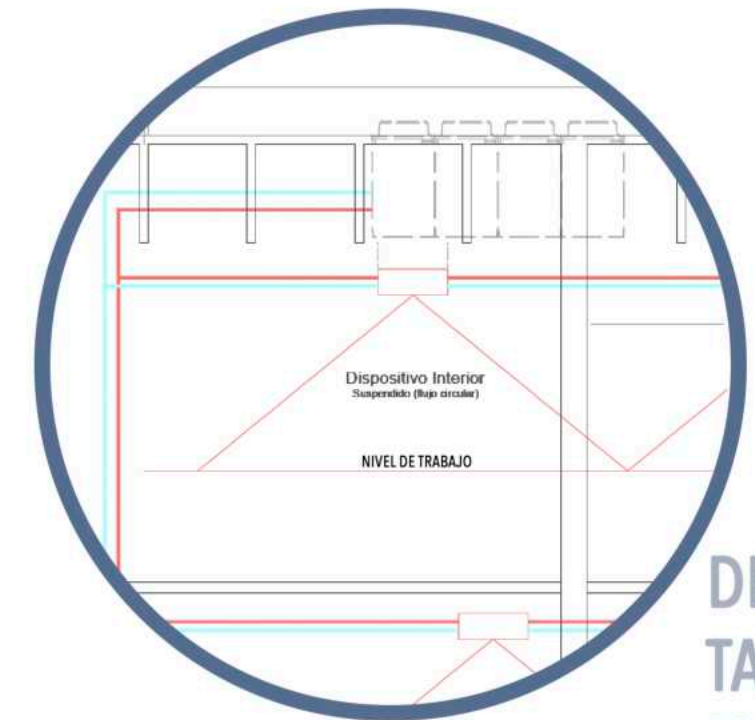 Dispositivo Interior
Suspendido (flujo circular)
NIVEL DE TRABAJO